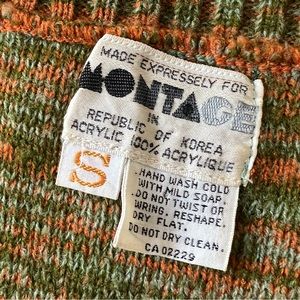 MADE EXPRESSELY FOR
MONTAGE
IN
REPUBLIC OF KOREA
ACRYLIC 100% ACRYLIQUE
S
HAND WASH COLD
WITH MILD SOAP.
DO NOT TWIST OR
WRING. RESHAPE.
DRY FLAT.
DO NOT DRY CLEAN.
CA 02229